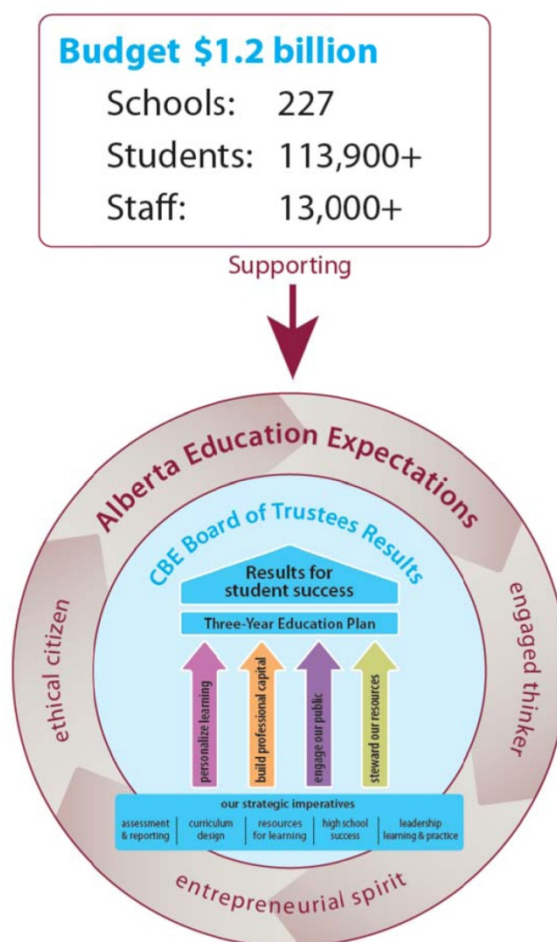 Budget $1.2 billion
Schools: 227
Students: 113,900+
Staff: 13,000+
Supporting
Alberta Education Expectations
CBE Board of Trustees Results
Results for
student success
Three-Year Education Plan
personalize learning
build professional capital
engage our public
steward our resources
our strategic imperatives
assessment
& reporting
curriculum
design
resources
for learning
high school
success
leadership
learning & practice
ethical citizen
engaged thinker
entrepreneurial spirit